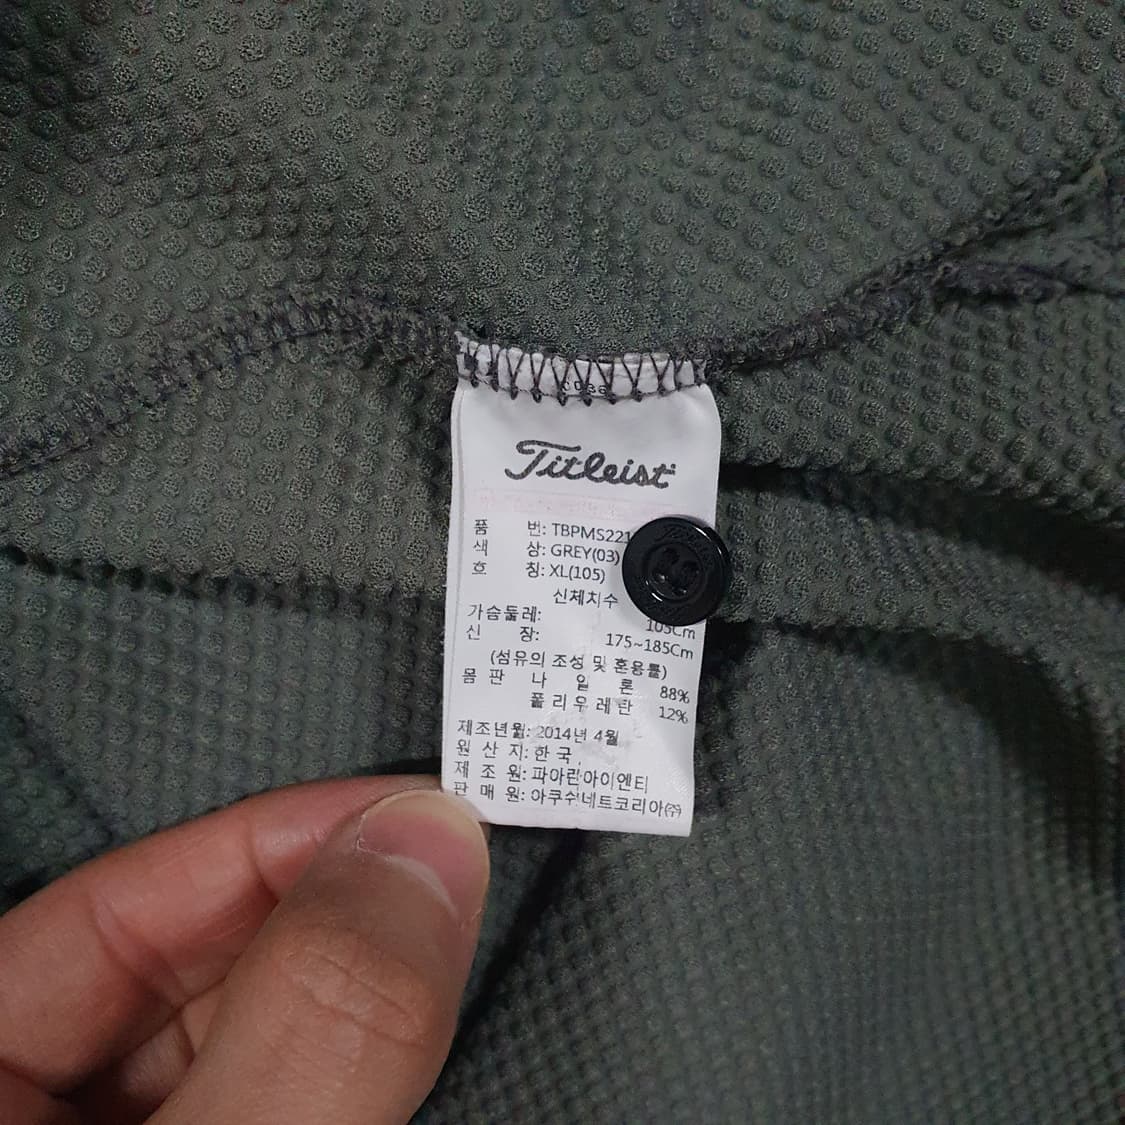 Titleist
품 번: TBPMS221
색 상: GREY(03)
호 칭: XL(105)
신체치수
가슴둘레: 105Cm
신 장: 175~185Cm
(섬유의 조성 및 혼용률)
몸 판 나 일 론 88%
폴 리 우 레 탄 12%
제조년월: 2014년 4월
원 산 지: 한 국
제 조 원: 파아란아이엔티
판 매 원: 아쿠쉬네트코리아(주)